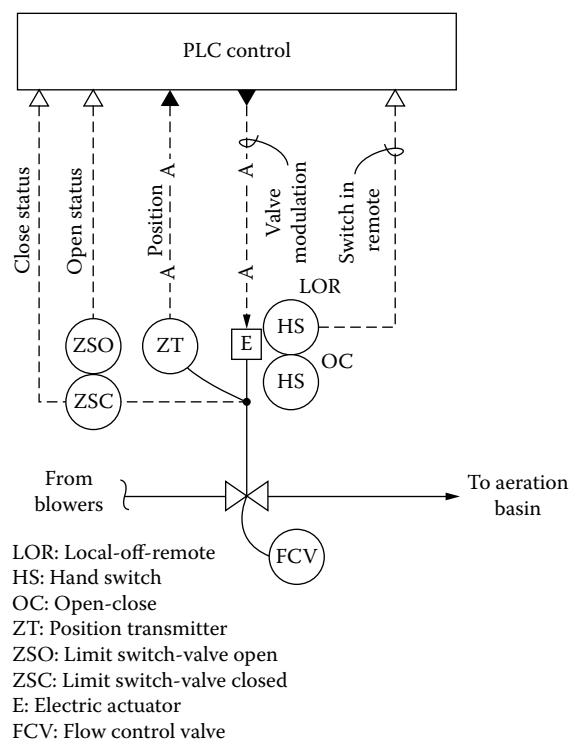 PLC control
Close status
Open status
Position
A
A
A
A
Valve
modulation
Switch in
remote
LOR
ZSO
ZT
E
HS
OC
HS
ZSC
From
blowers
To aeration
basin
FCV
LOR: Local-off-remote
HS: Hand switch
OC: Open-close
ZT: Position transmitter
ZSO: Limit switch-valve open
ZSC: Limit switch-valve closed
E: Electric actuator
FCV: Flow control valve